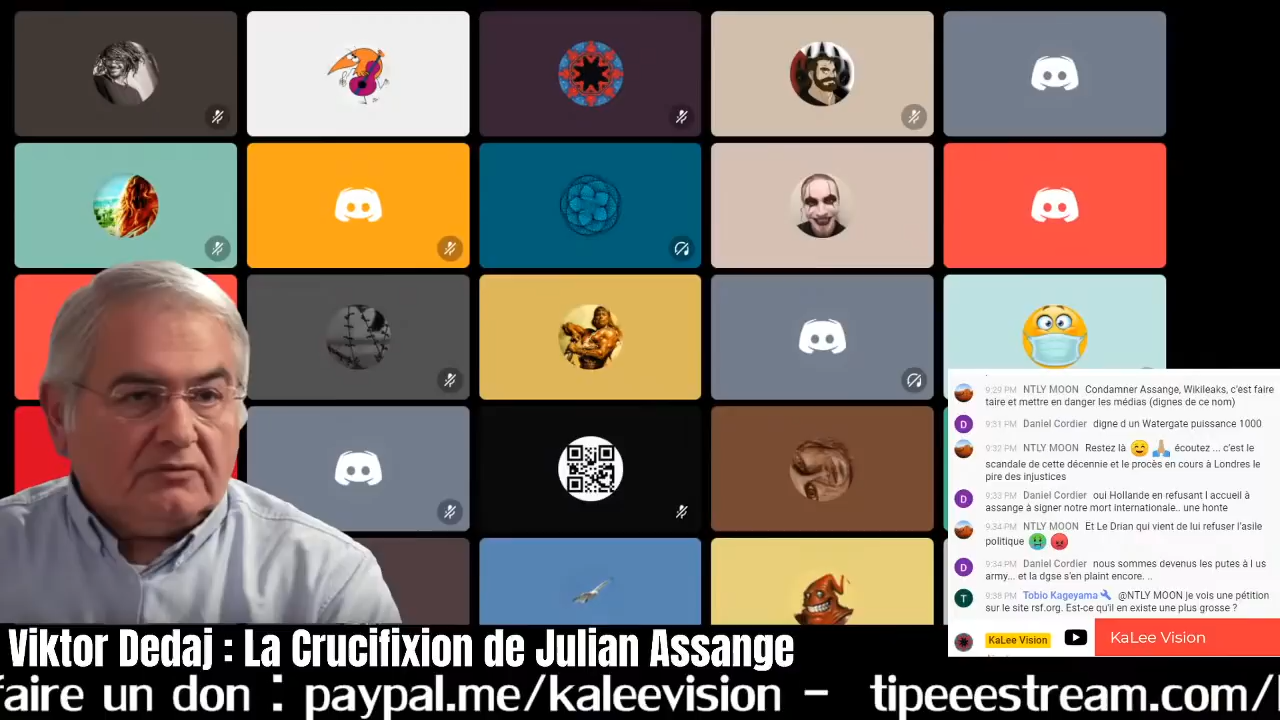 9:29 PM NTLY MOON Condamner Assange, Wikileaks, c'est faire
taire et mettre en danger les médias (dignes de ce nom)
9:31 PM Daniel Cordier digne d un Watergate puissance 1000
9:32 PM NTLY MOON Restez là 😊 🙏 écoutez ... c'est le
scandale de cette décennie et le procès en cours à Londres le
pire des injustices
9:33 PM Daniel Cordier oui Hollande en refusant l accueil à
assange à signer notre mort internationale.. une honte
9:34 PM NTLY MOON Et Le Drian qui vient de lui refuser l'asile
politique 🤢 😡
9:34 PM Daniel Cordier nous sommes devenus les putes à l us
army... et la dgse s'en plaint encore. ..
9:38 PM Tobio Kageyama @NTLY MOON je vois une pétition
sur le site rsf.org. Est-ce qu'il en existe une plus grosse ?
KaLee Vision
KaLee Vision
Viktor Dedaj : La Crucifixion de Julian Assange
faire un don : paypal.me/kaleevision - tipeeestream.com/